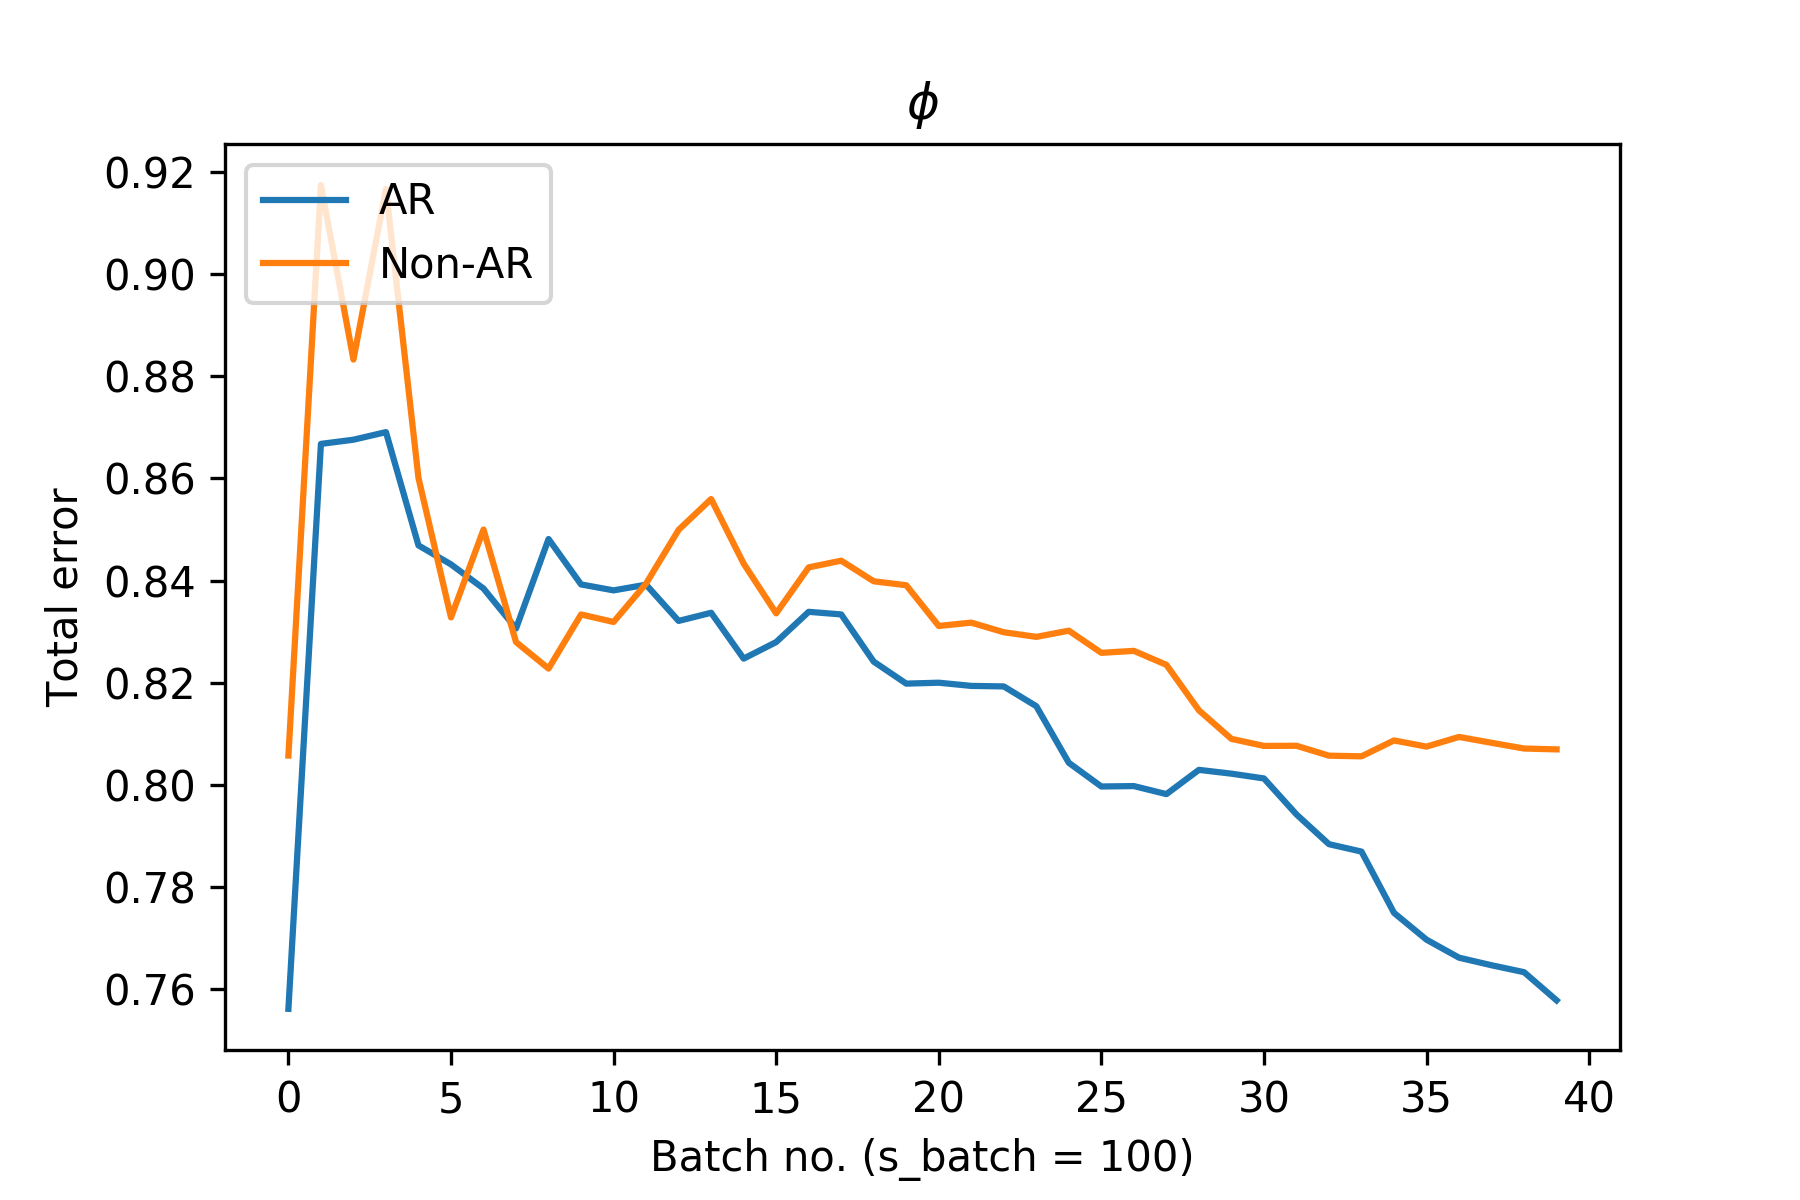 ϕ
0.92
0.90
0.88
0.86
0.84
0.82
0.80
0.78
0.76
Total error
AR
Non-AR
0 5 10 15 20 25 30 35 40
Batch no. (s_batch = 100)